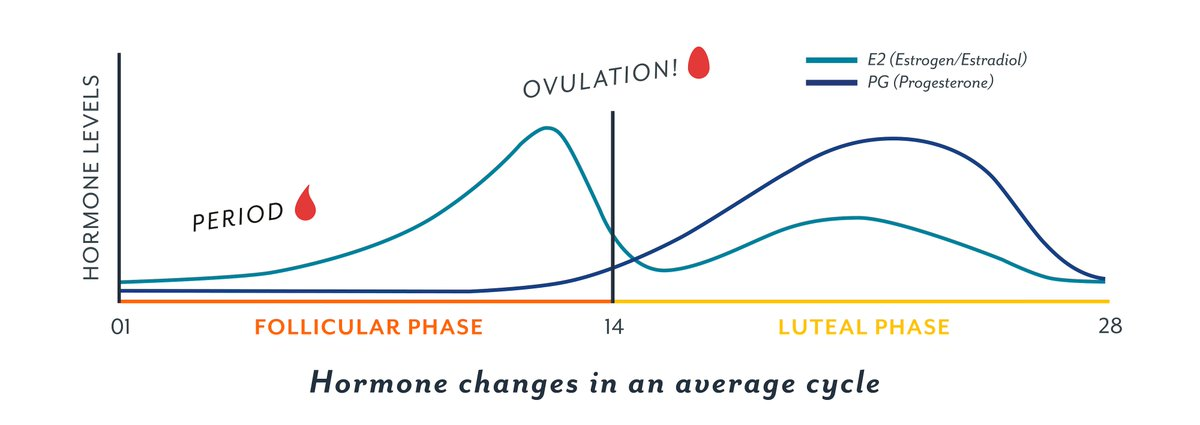 OVULATION!
E2 (Estrogen/Estradiol)
PG (Progesterone)
HORMONE LEVELS
PERIOD
01 FOLLICULAR PHASE 14 LUTEAL PHASE 28
Hormone changes in an average cycle